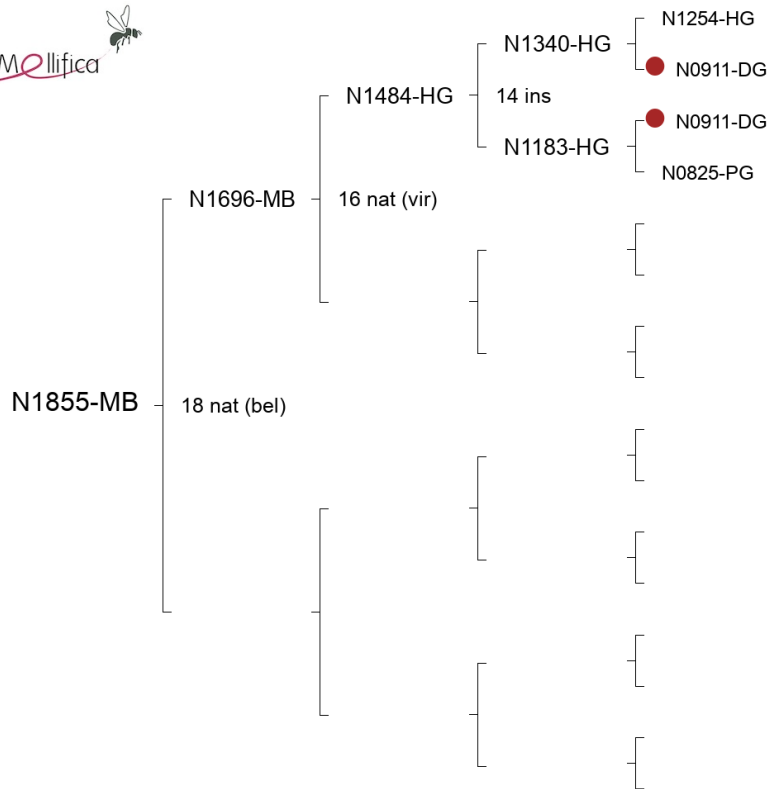 Mellifica
N1254-HG
N1340-HG
N0911-DG
N1484-HG
14 ins
N0911-DG
N1183-HG
N0825-PG
N1696-MB
16 nat (vir)
N1855-MB
18 nat (bel)